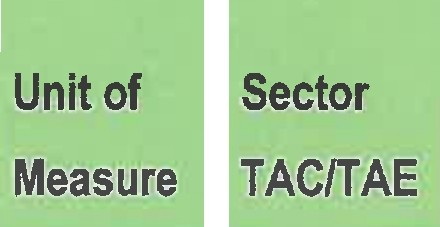 Unit of
Measure
Sector
TAC/TAE